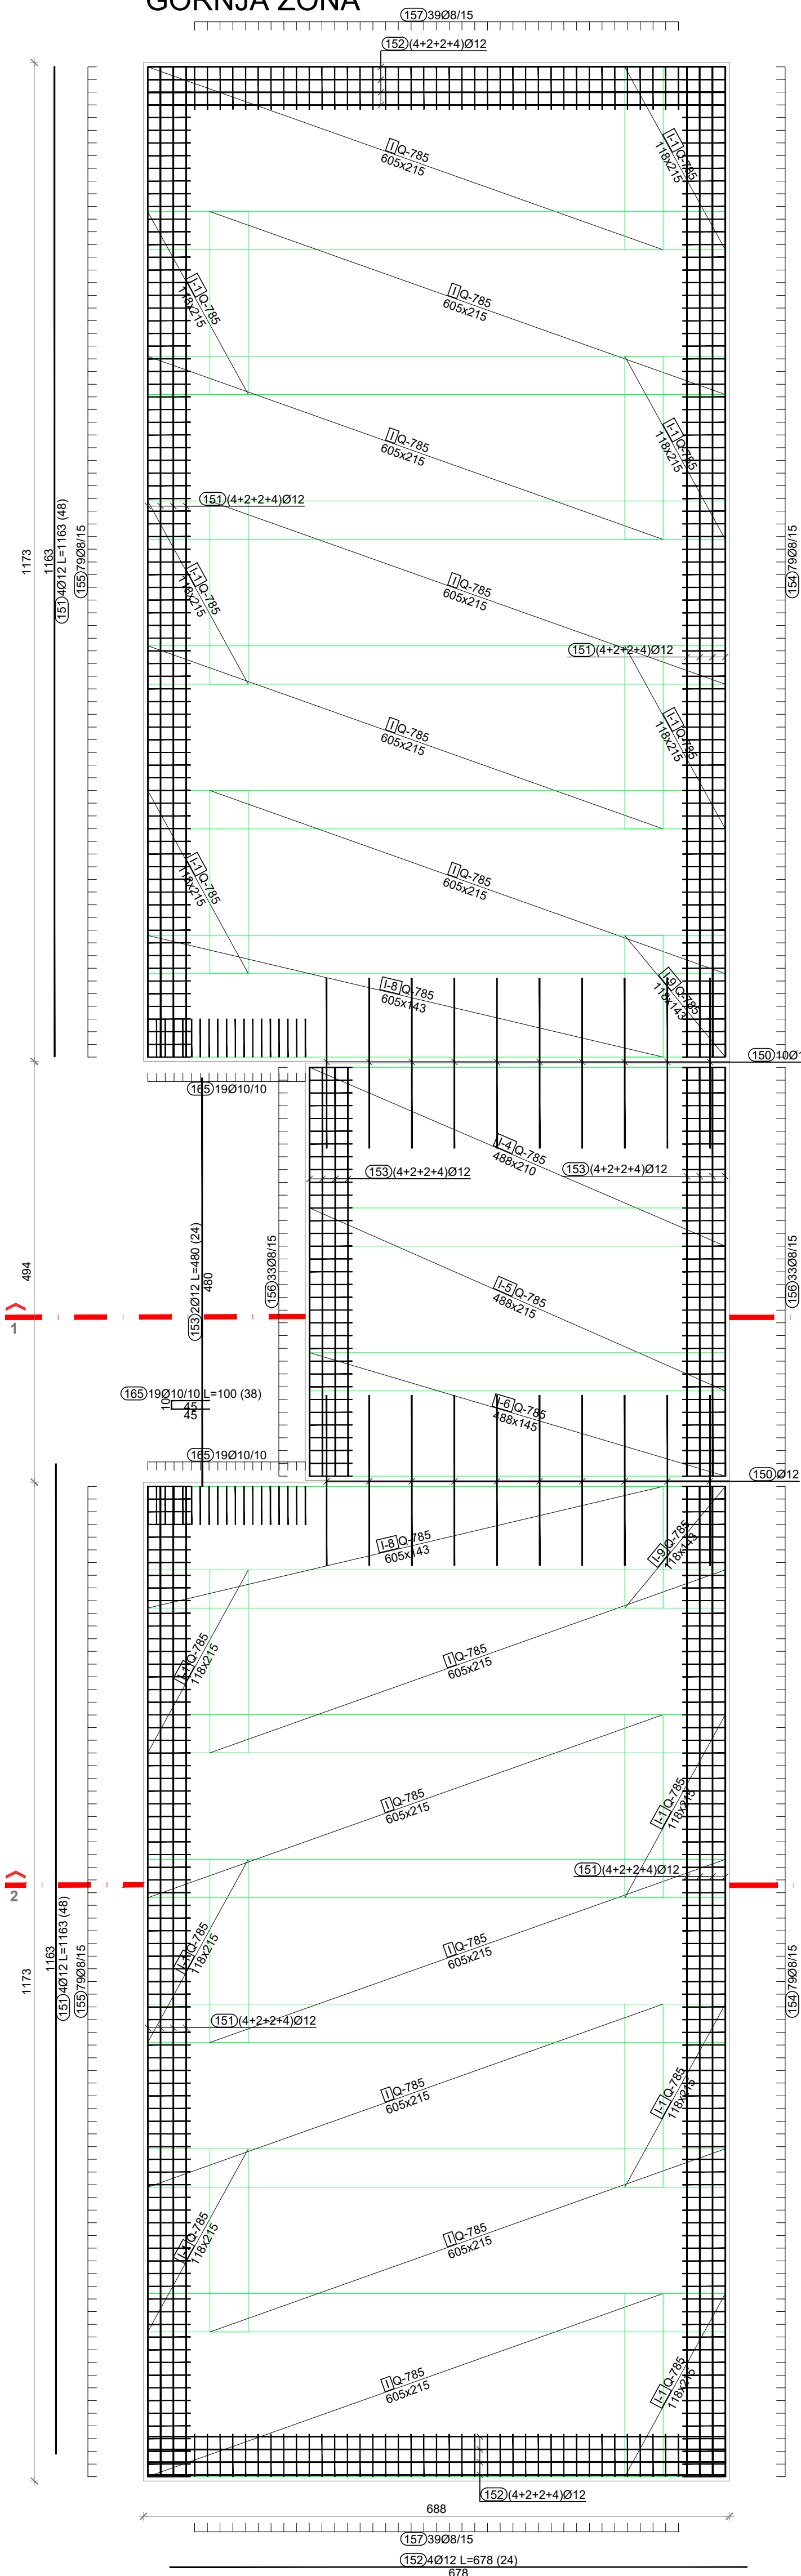 GORNJA ZONA
157 39Ø8/15
152 (4+2+2+4)Ø12
I Q-785
605x215
I-1 Q-785
118x215
I-1 Q-785
118x215
I Q-785
605x215
I Q-785
605x215
I-1 Q-785
118x215
151 (4+2+2+4)Ø12
1173
1163
151 4Ø12 L=1163 (48)
155 79Ø8/15
154 79Ø8/15
I-1 Q-785
118x215
I Q-785
605x215
151 (4+2+2+4)Ø12
I Q-785
605x215
I-1 Q-785
118x215
I-1 Q-785
118x215
I Q-785
605x215
I-8 Q-785
605x143
I-9 Q-785
118x143
150 10Ø1
165 19Ø10/10
I-4 Q-785
488x210
153 (4+2+2+4)Ø12
153 (4+2+2+4)Ø12
494
153 2Ø12 L=480 (24)
480
156 33Ø8/15
I-5 Q-785
488x215
156 33Ø8/15
1
165 19Ø10/10 L=100 (38)
10
45
45
I-6 Q-785
488x145
165 19Ø10/10
150 Ø12
I-8 Q-785
605x143
I-9 Q-785
118x143
I-1 Q-785
118x215
I Q-785
605x215
I Q-785
605x215
I-1 Q-785
118x215
151 (4+2+2+4)Ø12
2
1173
1163
151 4Ø12 L=1163 (48)
155 79Ø8/15
154 79Ø8/15
I-1 Q-785
118x215
I Q-785
605x215
151 (4+2+2+4)Ø12
I Q-785
605x215
I-1 Q-785
118x215
I-1 Q-785
118x215
I Q-785
605x215
I Q-785
605x215
I-1 Q-785
118x215
152 (4+2+2+4)Ø12
688
157 39Ø8/15
152 4Ø12 L=678 (24)
678